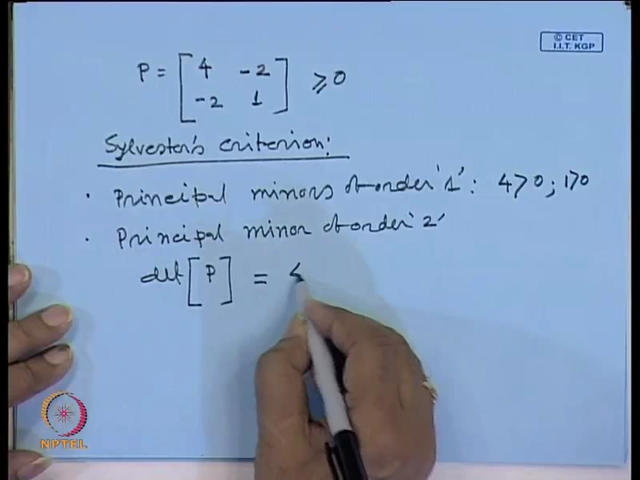 © CET
I.I.T. KGP
P = [ 4 -2
-2 1 ] ≥ 0
Sylvester's criterion:
· Principal minors of order '1': 4>0; 1>0
· Principal minor of order '2'
det [ P ] =
NPTEL